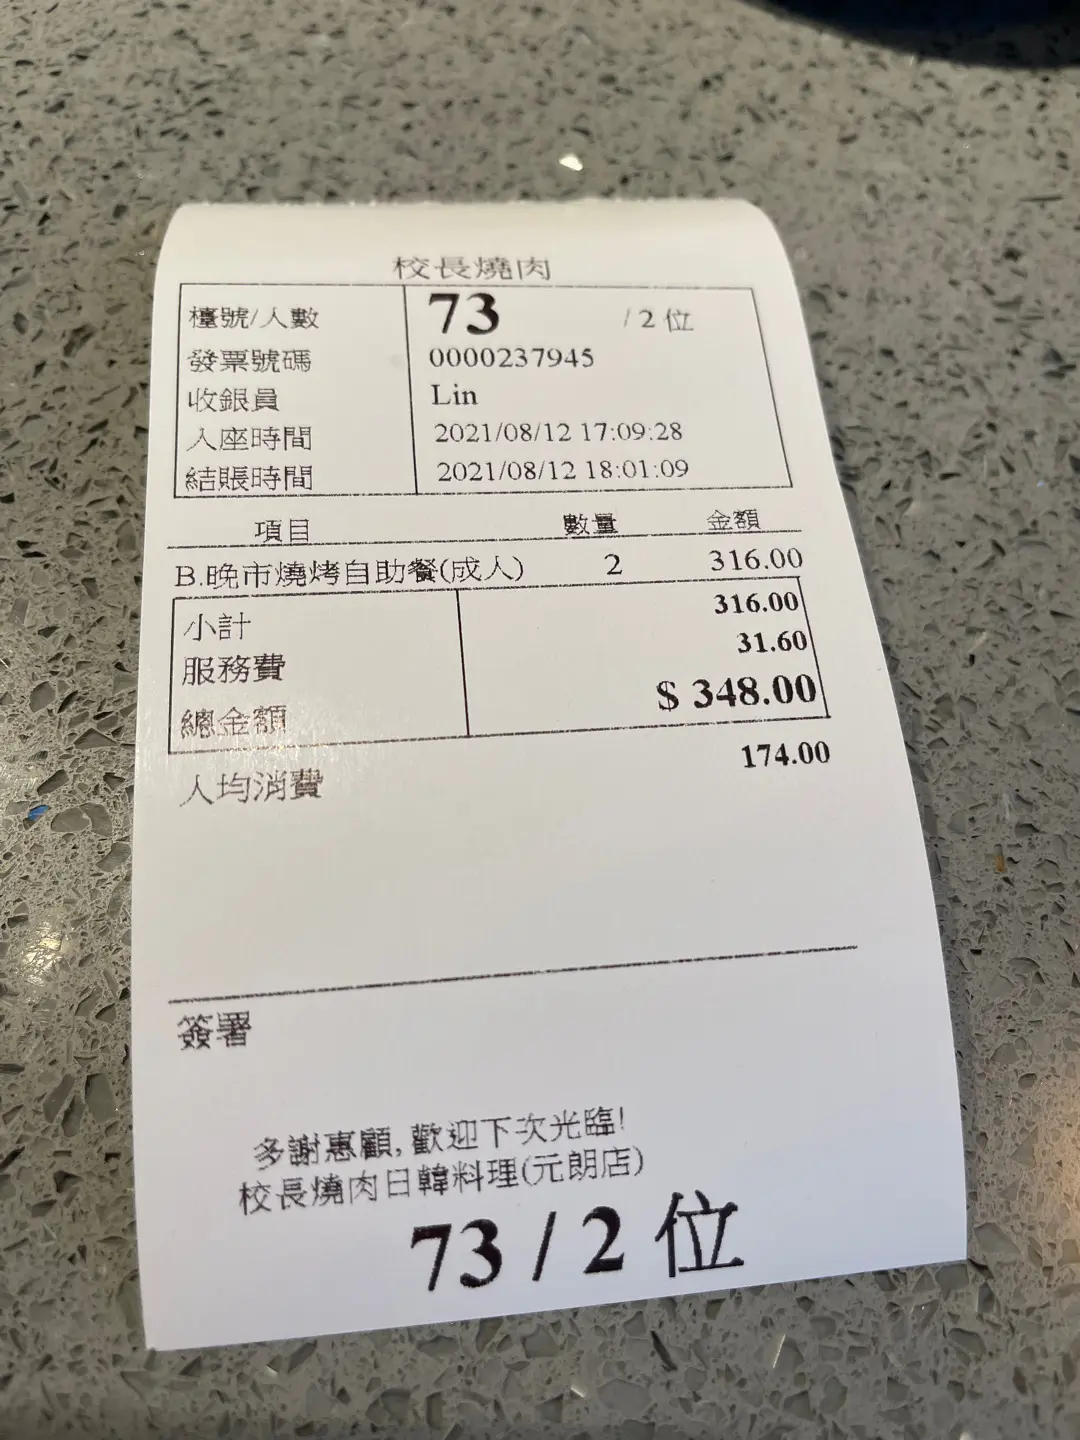 校長燒肉
檯號/人數 73 / 2 位
發票號碼 0000237945
收銀員 Lin
入座時間 2021/08/12 17:09:28
結賬時間 2021/08/12 18:01:09
項目 數量 金額
B.晚市燒烤自助餐(成人) 2 316.00
小計 316.00
服務費 31.60
總金額 $ 348.00
人均消費 174.00
簽署
多謝惠顧, 歡迎下次光臨!
校長燒肉日韓料理(元朗店)
73 / 2 位